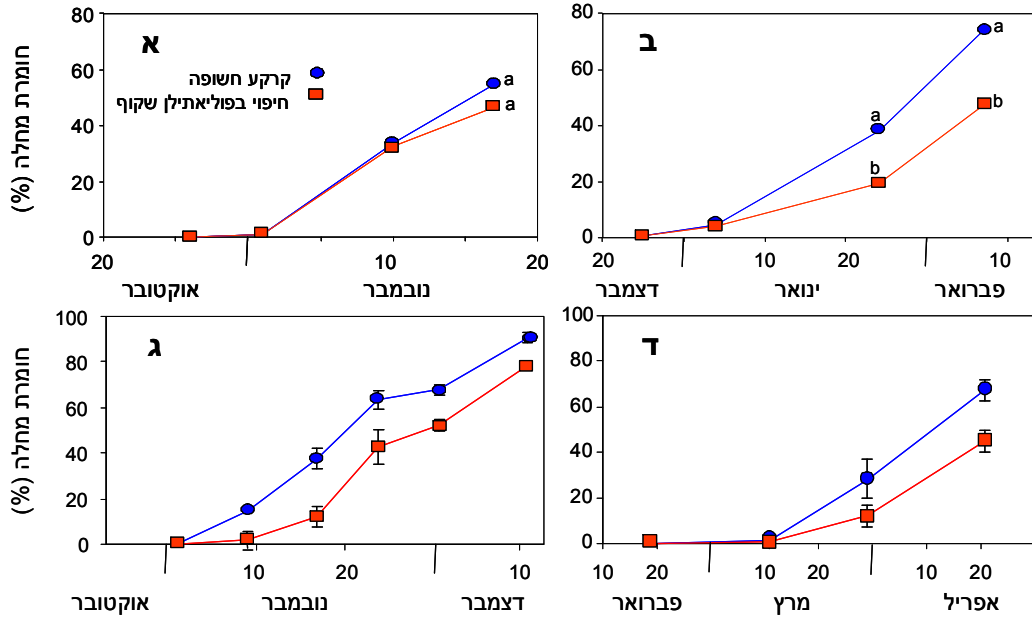 א
חומרת מחלה (%)
80
60
40
20
0
קרקע חשופה
חיפוי בפוליאתילן שקוף
a
a
20 10 20
אוקטובר נובמבר
ב
80
60
40
20
0
a
b
a
b
20 10 20 10
דצמבר ינואר פברואר
ג
חומרת מחלה (%)
100
80
60
40
20
0
10 20 10
אוקטובר נובמבר דצמבר
ד
100
80
60
40
20
0
10 20 10 20 10 20
פברואר מרץ אפריל